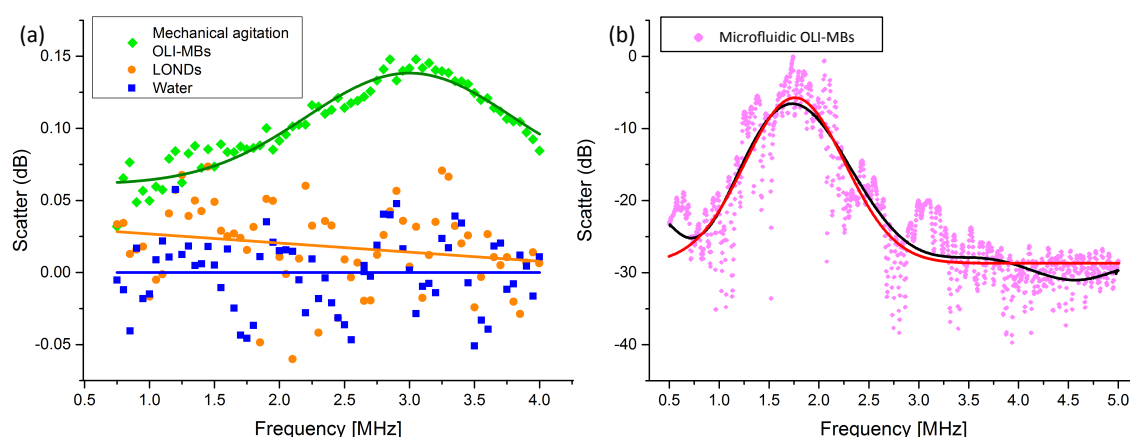 (a)
Mechanical agitation
OLI-MBs
LONDs
Water
0.15
0.10
0.05
0.00
-0.05
Scatter (dB)
0.5 1.0 1.5 2.0 2.5 3.0 3.5 4.0
Frequency [MHz]
(b)
Microfluidic OLI-MBs
0
-10
-20
-30
-40
Scatter (dB)
0.5 1.0 1.5 2.0 2.5 3.0 3.5 4.0 4.5 5.0
Frequency [MHz]